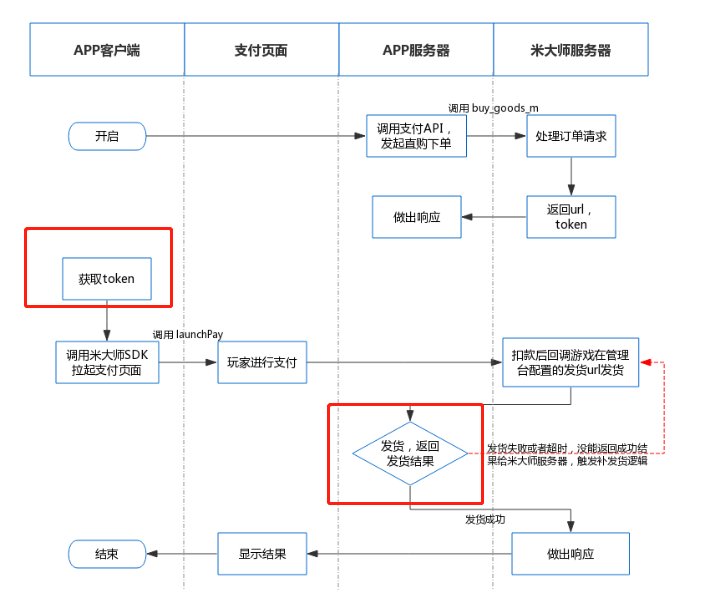 APP客户端
支付页面
APP服务器
米大师服务器
调用 buy_goods_m
开启
调用支付API，
发起直购下单
处理订单请求
做出响应
返回url，
token
获取token
调用 launchPay
调用米大师SDK
拉起支付页面
玩家进行支付
扣款后回调游戏在管理
台配置的发货url发货
发货，返回
发货结果
发货失败或者超时，没能返回成功结
果给米大师服务器，触发补发货逻辑
发货成功
结束
显示结果
做出响应